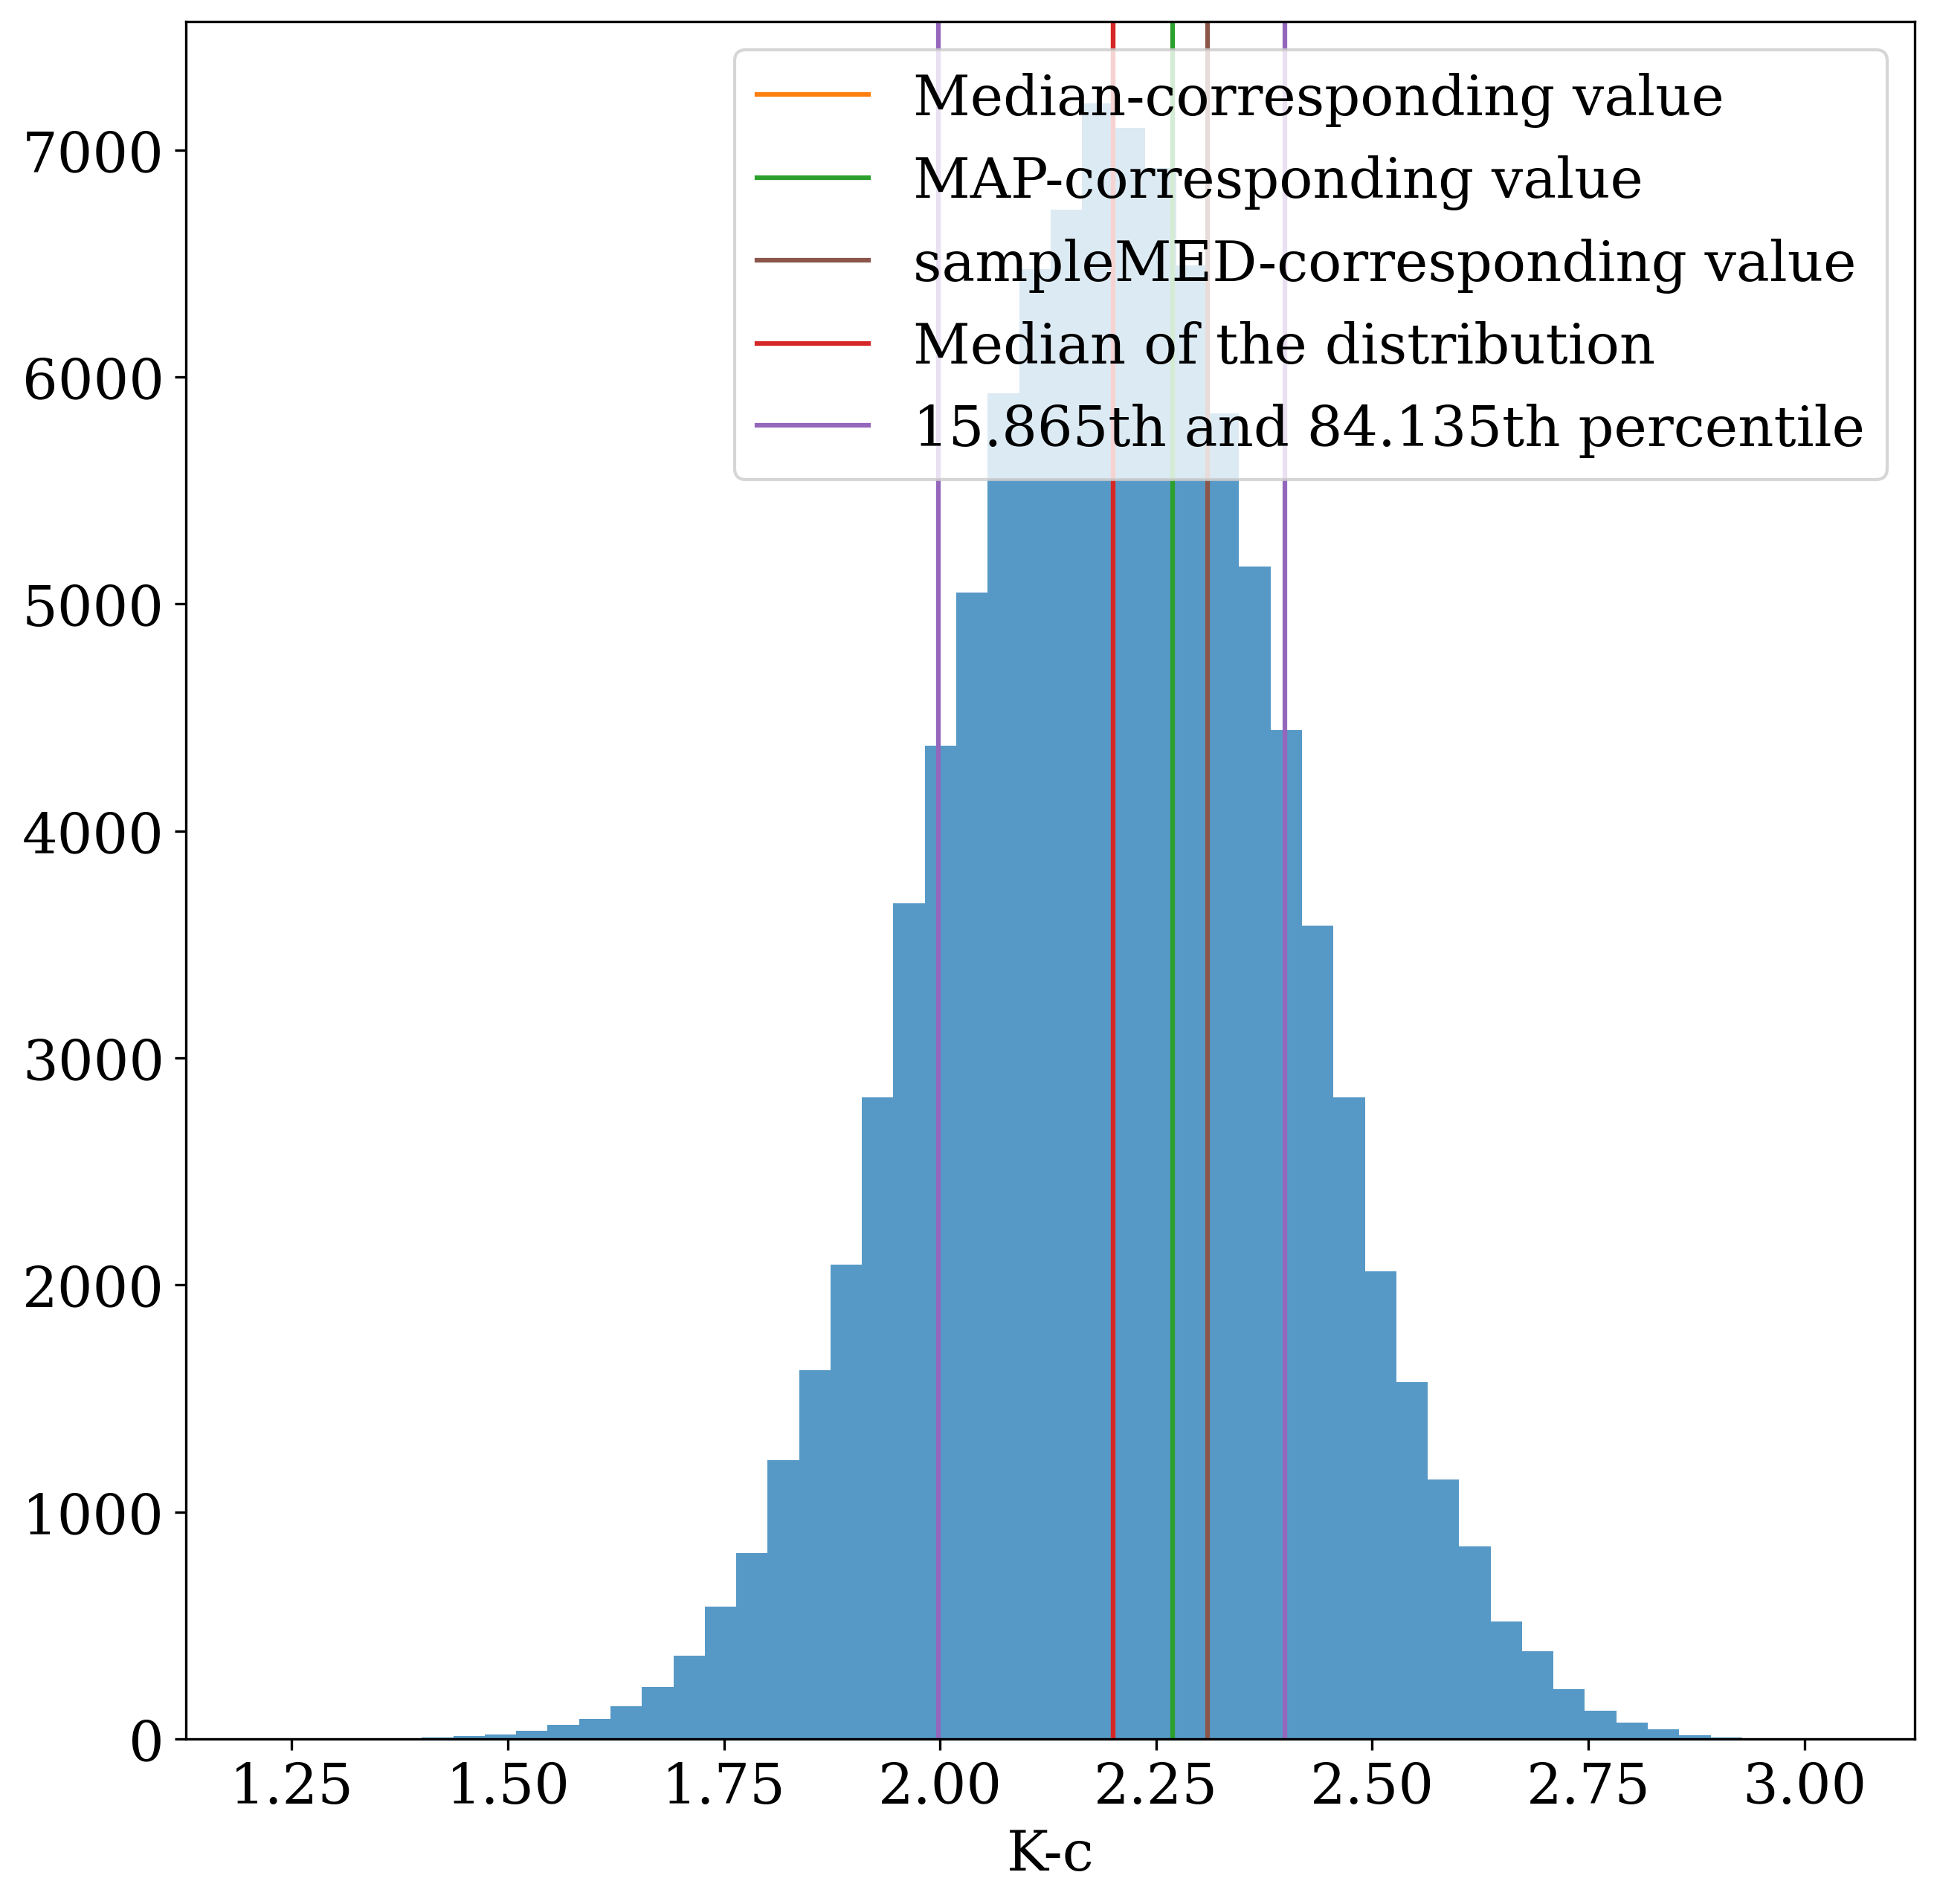 Median-corresponding value
MAP-corresponding value
sampleMED-corresponding value
Median of the distribution
15.865th and 84.135th percentile
7000
6000
5000
4000
3000
2000
1000
0
1.25 1.50 1.75 2.00 2.25 2.50 2.75 3.00
K-c